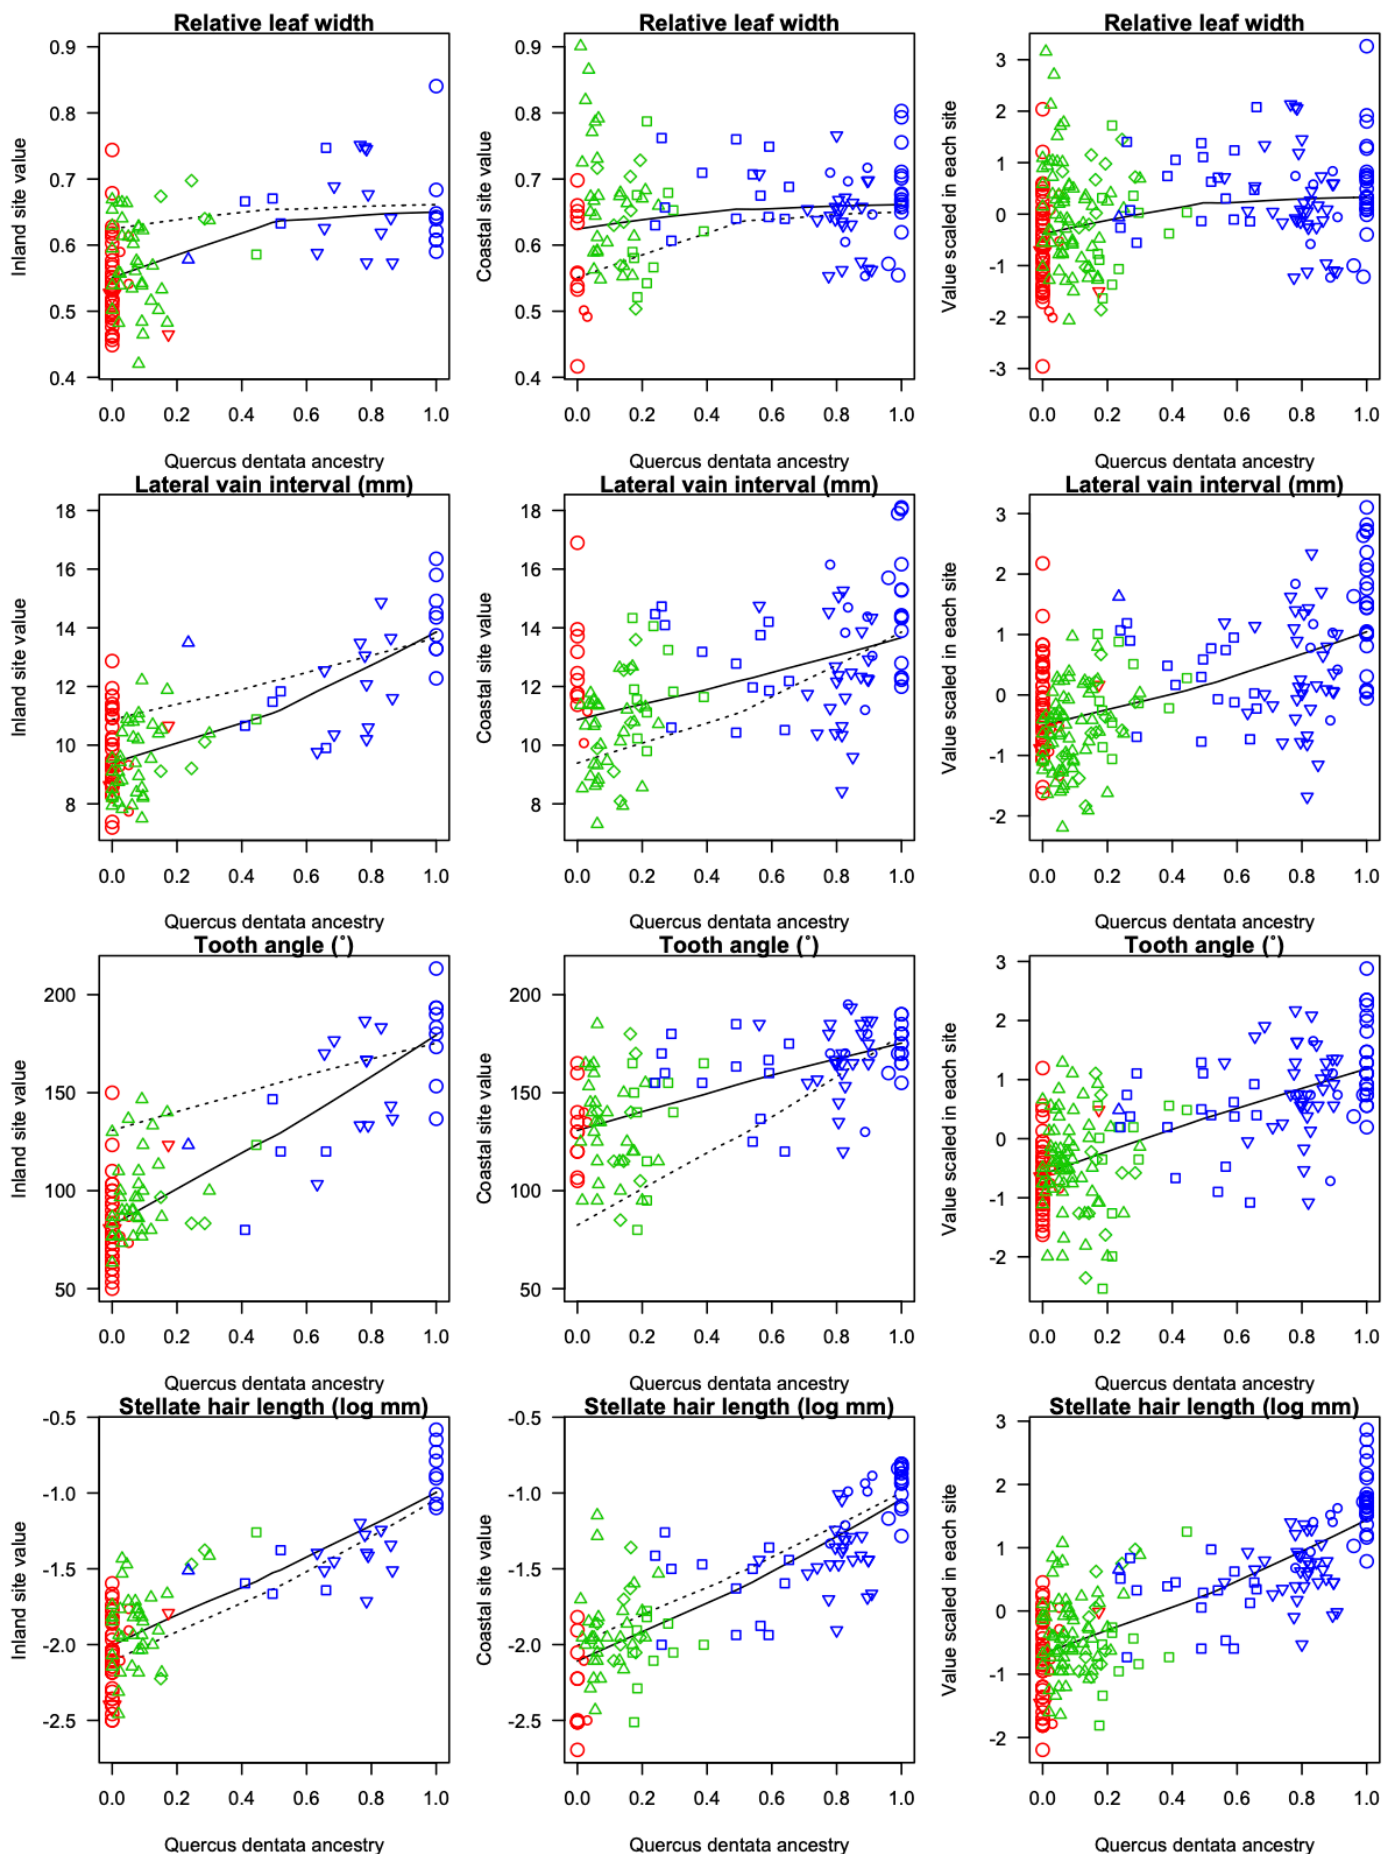 Relative leaf width
Relative leaf width
Relative leaf width
Inland site value
0.9
0.8
0.7
0.6
0.5
0.4
0.0 0.2 0.4 0.6 0.8 1.0
Quercus dentata ancestry
Coastal site value
0.9
0.8
0.7
0.6
0.5
0.4
0.0 0.2 0.4 0.6 0.8 1.0
Quercus dentata ancestry
Value scaled in each site
3
2
1
0
-1
-2
-3
0.0 0.2 0.4 0.6 0.8 1.0
Quercus dentata ancestry
Lateral vain interval (mm)
Lateral vain interval (mm)
Lateral vain interval (mm)
Inland site value
18
16
14
12
10
8
0.0 0.2 0.4 0.6 0.8 1.0
Quercus dentata ancestry
Coastal site value
18
16
14
12
10
8
0.0 0.2 0.4 0.6 0.8 1.0
Quercus dentata ancestry
Value scaled in each site
3
2
1
0
-1
-2
0.0 0.2 0.4 0.6 0.8 1.0
Quercus dentata ancestry
Tooth angle (˚)
Tooth angle (˚)
Tooth angle (˚)
Inland site value
200
150
100
50
0.0 0.2 0.4 0.6 0.8 1.0
Quercus dentata ancestry
Coastal site value
200
150
100
50
0.0 0.2 0.4 0.6 0.8 1.0
Quercus dentata ancestry
Value scaled in each site
3
2
1
0
-1
-2
0.0 0.2 0.4 0.6 0.8 1.0
Quercus dentata ancestry
Stellate hair length (log mm)
Stellate hair length (log mm)
Stellate hair length (log mm)
Inland site value
-0.5
-1.0
-1.5
-2.0
-2.5
0.0 0.2 0.4 0.6 0.8 1.0
Quercus dentata ancestry
Coastal site value
-0.5
-1.0
-1.5
-2.0
-2.5
0.0 0.2 0.4 0.6 0.8 1.0
Quercus dentata ancestry
Value scaled in each site
3
2
1
0
-1
-2
0.0 0.2 0.4 0.6 0.8 1.0
Quercus dentata ancestry